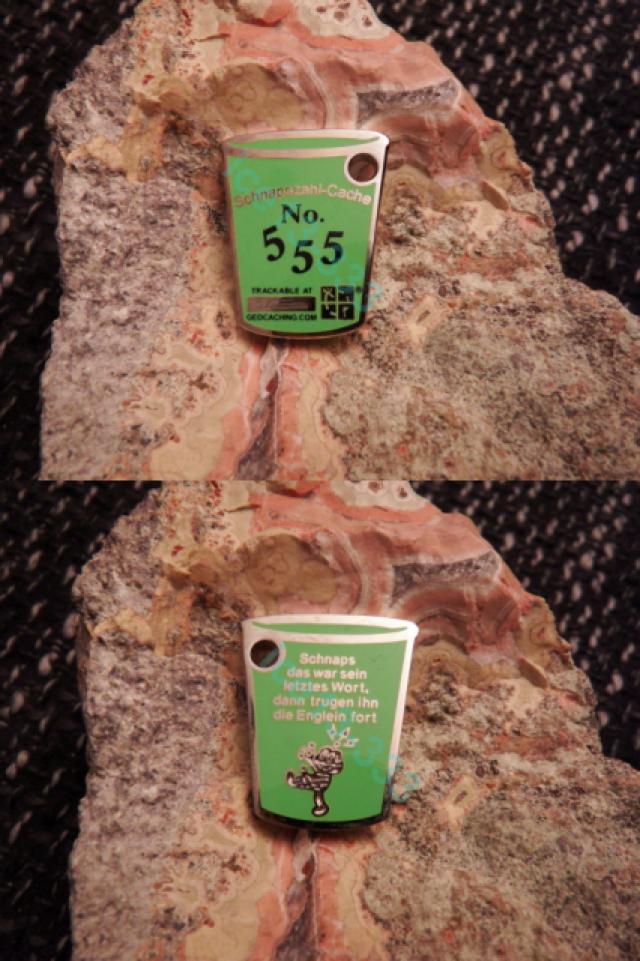 Schnapszahl-Cache
No.
555
TRACKABLE AT
GEOCACHING.COM
Schnaps
das war sein
letztes Wort,
dann trugen ihn
die Englein fort